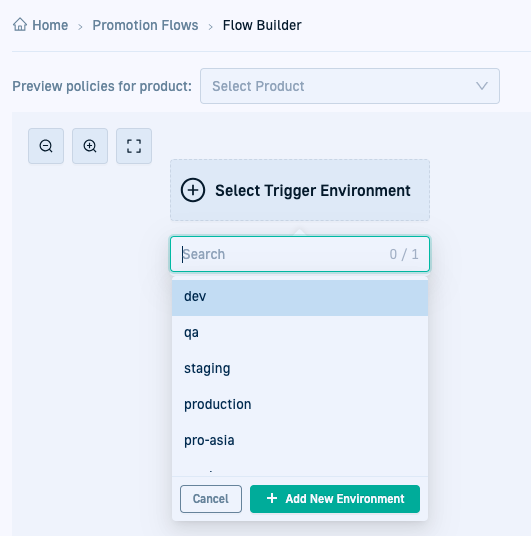 Home > Promotion Flows > Flow Builder
Preview policies for product: Select Product
Select Trigger Environment
Search 0 / 1
dev
qa
staging
production
pro-asia
Cancel + Add New Environment